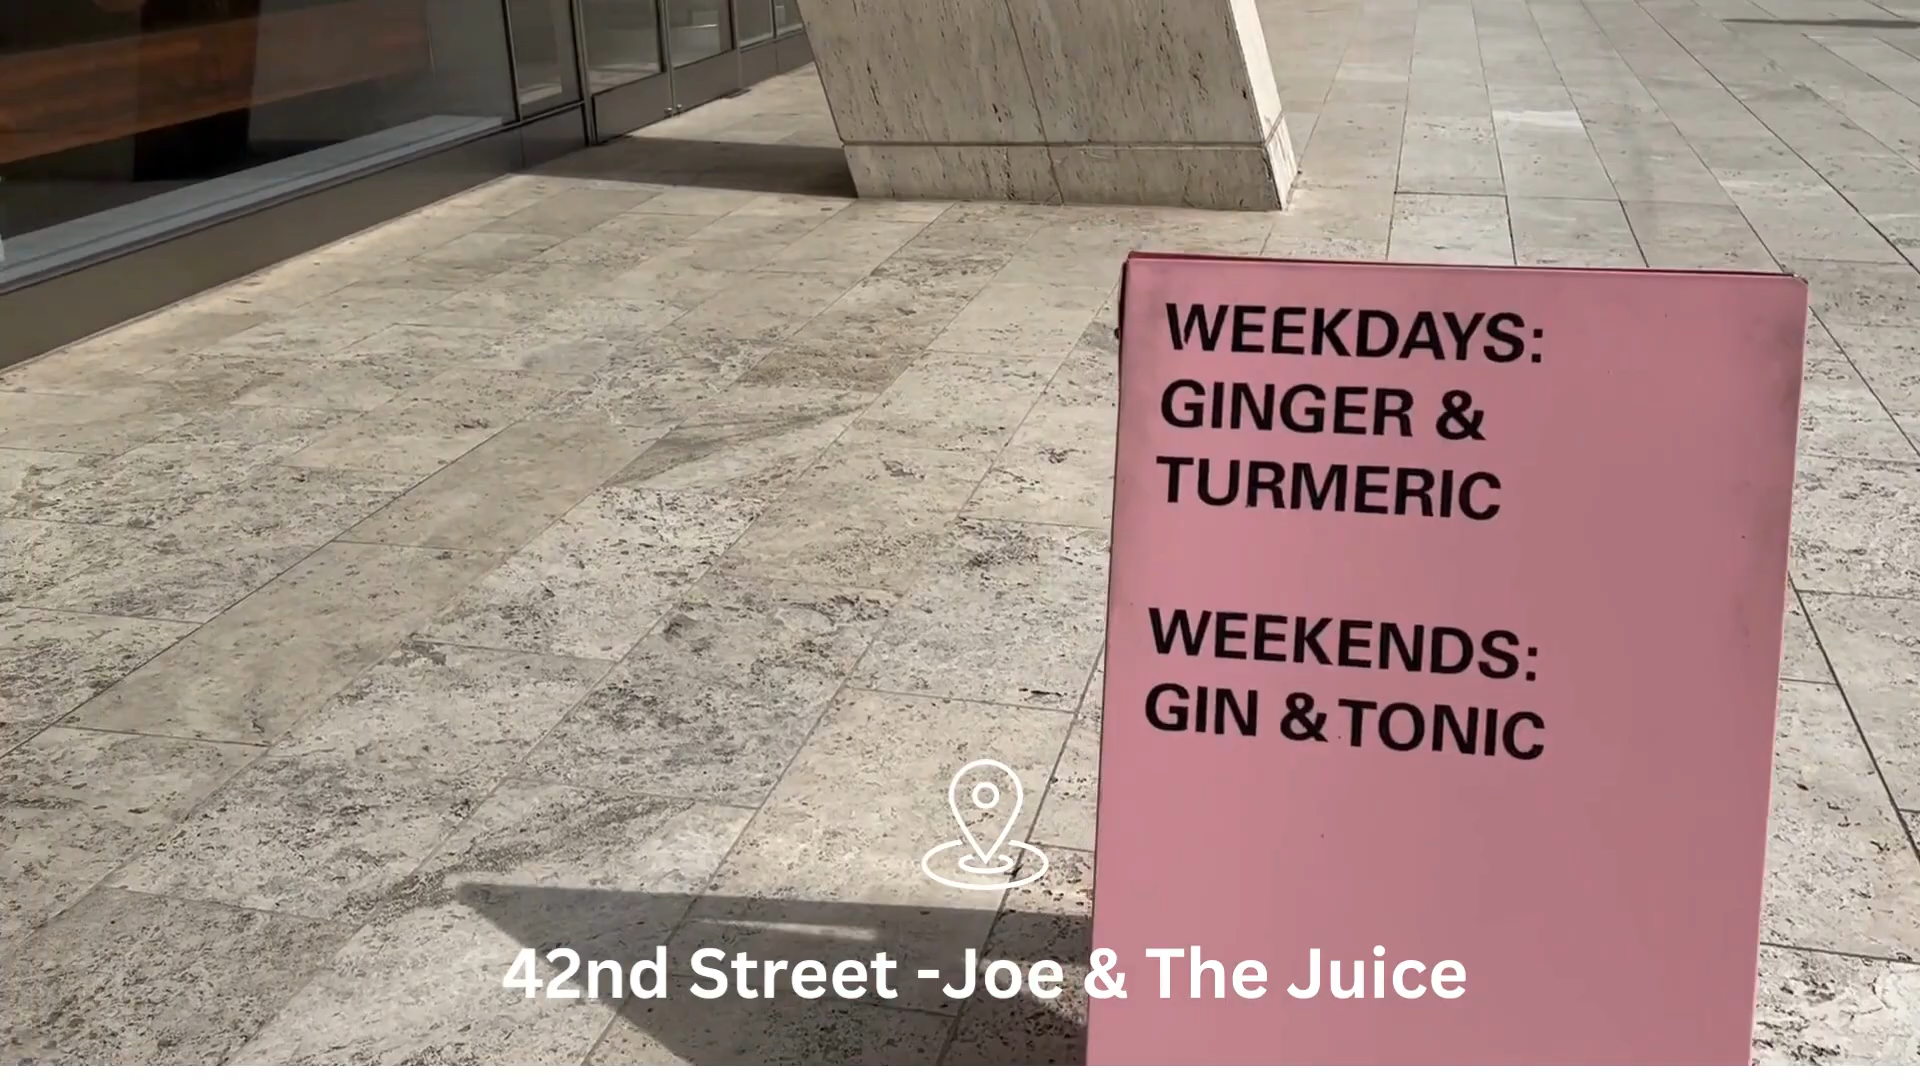 WEEKDAYS:
GINGER &
TURMERIC
WEEKENDS:
GIN & TONIC
42nd Street -Joe & The Juice